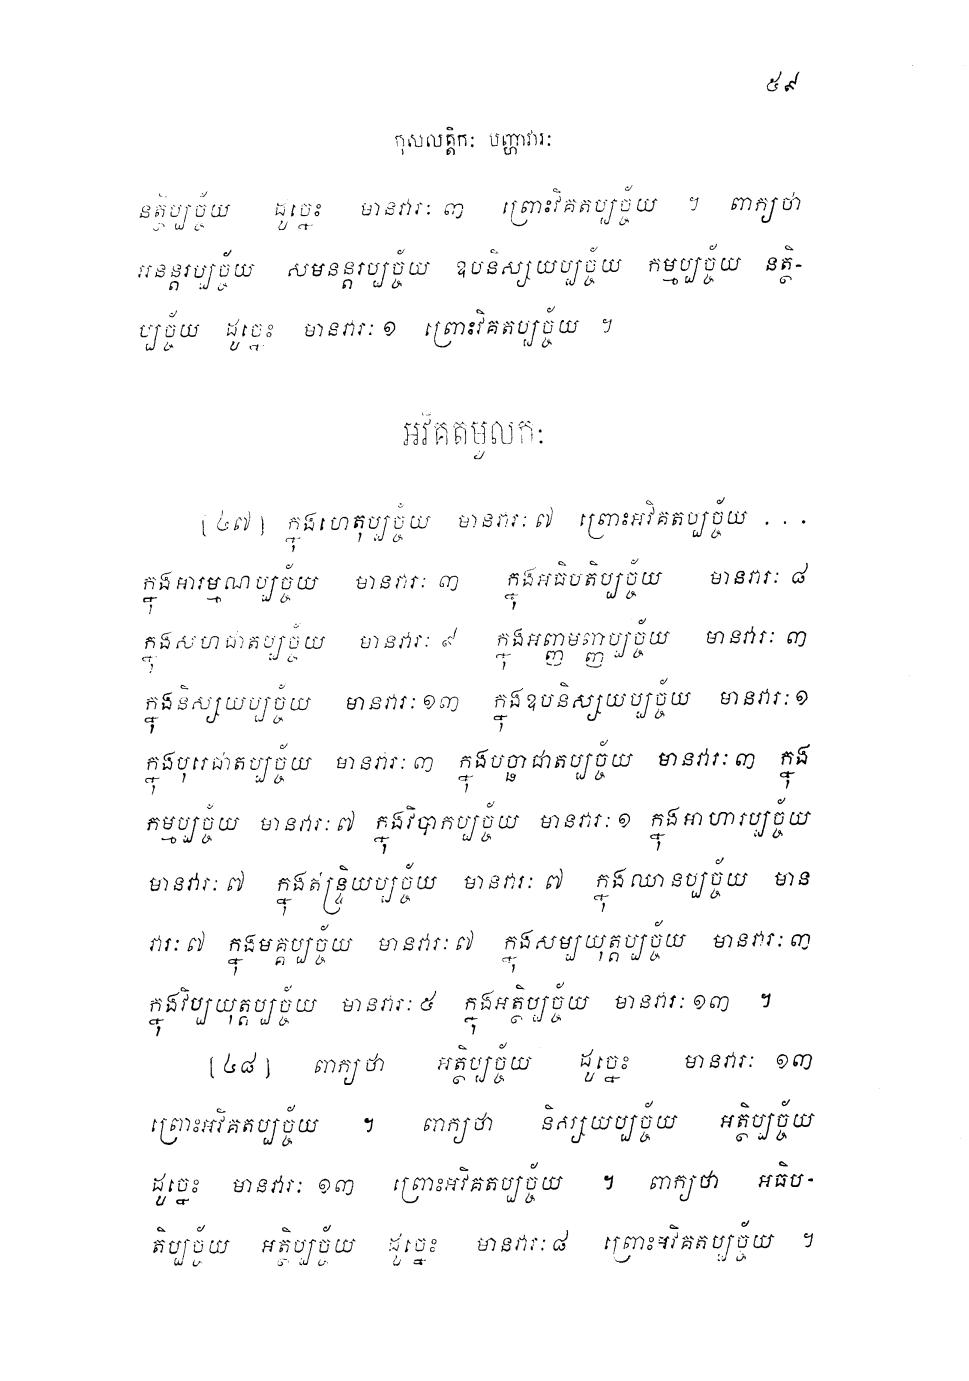 ៥៩
កុសលត្តិកៈ បញ្ហាវារៈ
នត្ថិប្បច្ច័យ ដូច្នេះ មានវារៈ ៣ ព្រោះវិគតប្បច្ច័យ ។ ពាក្យថា
អនន្តរប្បច្ច័យ សមនន្តរប្បច្ច័យ ឧបនិស្សយប្បច្ច័យ កម្មប្បច្ច័យ នត្ថិ-
ប្បច្ច័យ ដូច្នេះ មានវារៈ ១ ព្រោះវិគតប្បច្ច័យ ។
អវិគតមូលកៈ
[៤៧] ក្នុងហេតុប្បច្ច័យ មានវារៈ ៧ ព្រោះអវិគតប្បច្ច័យ . . .
ក្នុងអារម្មណប្បច្ច័យ មានវារៈ ៣ ក្នុងអធិបតិប្បច្ច័យ មានវារៈ ៨
ក្នុងសហជាតប្បច្ច័យ មានវារៈ ៩ ក្នុងអញ្ញមញ្ញប្បច្ច័យ មានវារៈ ៣
ក្នុងនិស្សយប្បច្ច័យ មានវារៈ ១៣ ក្នុងឧបនិស្សយប្បច្ច័យ មានវារៈ ១
ក្នុងបុរេជាតប្បច្ច័យ មានវារៈ ៣ ក្នុងបច្ឆាជាតប្បច្ច័យ មានវារៈ ៣ ក្នុង
កម្មប្បច្ច័យ មានវារៈ ៧ ក្នុងវិបាកប្បច្ច័យ មានវារៈ ១ ក្នុងអាហារប្បច្ច័យ
មានវារៈ ៧ ក្នុងឥន្ទ្រិយប្បច្ច័យ មានវារៈ ៧ ក្នុងឈានប្បច្ច័យ មាន
វារៈ ៧ ក្នុងមគ្គប្បច្ច័យ មានវារៈ ៧ ក្នុងសម្បយុត្តប្បច្ច័យ មានវារៈ ៣
ក្នុងវិប្បយុត្តប្បច្ច័យ មានវារៈ ៥ ក្នុងអត្ថិប្បច្ច័យ មានវារៈ ១៣ ។
[៤៨] ពាក្យថា អត្ថិប្បច្ច័យ ដូច្នេះ មានវារៈ ១៣
ព្រោះអវិគតប្បច្ច័យ ។ ពាក្យថា និស្សយប្បច្ច័យ អត្ថិប្បច្ច័យ
ដូច្នេះ មានវារៈ ១៣ ព្រោះអវិគតប្បច្ច័យ ។ ពាក្យថា អធិប-
តិប្បច្ច័យ អត្ថិប្បច្ច័យ ដូច្នេះ មានវារៈ ៨ ព្រោះអវិគតប្បច្ច័យ ។